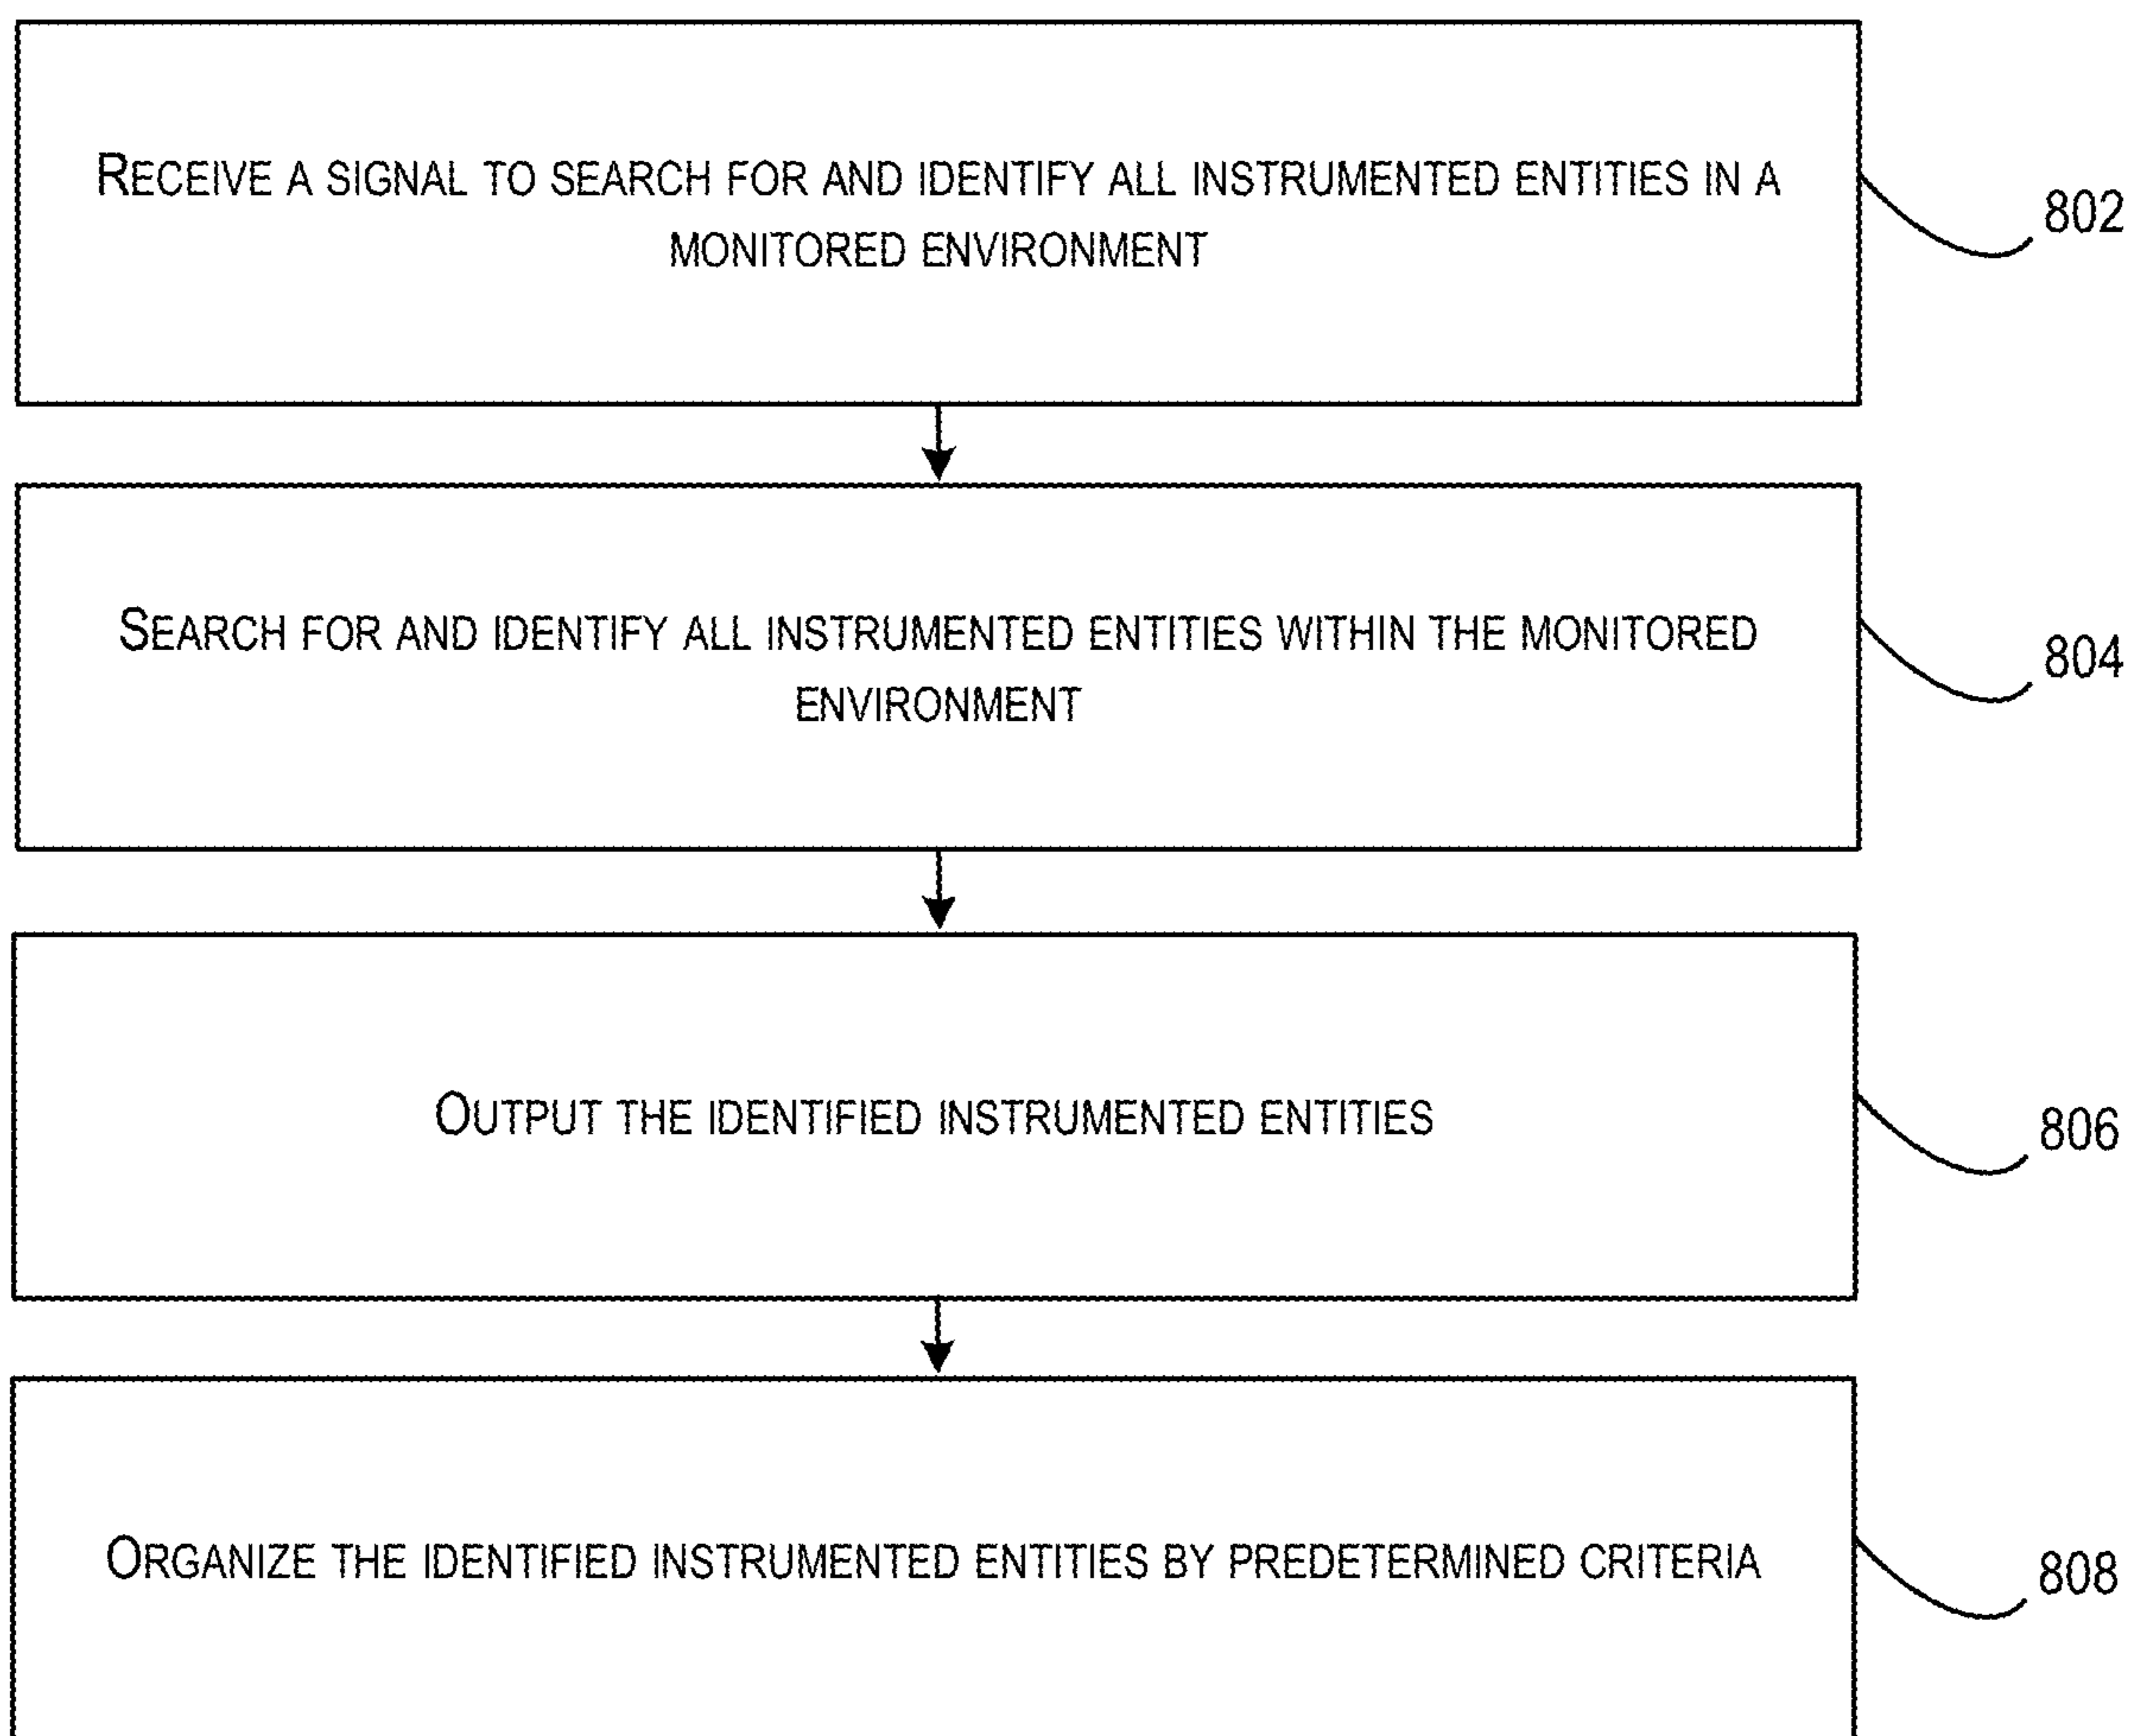 RECEIVE A SIGNAL TO SEARCH FOR AND IDENTIFY ALL INSTRUMENTED ENTITIES IN A
MONITORED ENVIRONMENT
802
SEARCH FOR AND IDENTIFY ALL INSTRUMENTED ENTITIES WITHIN THE MONITORED
ENVIRONMENT
804
OUTPUT THE IDENTIFIED INSTRUMENTED ENTITIES
806
ORGANIZE THE IDENTIFIED INSTRUMENTED ENTITIES BY PREDETERMINED CRITERIA
808